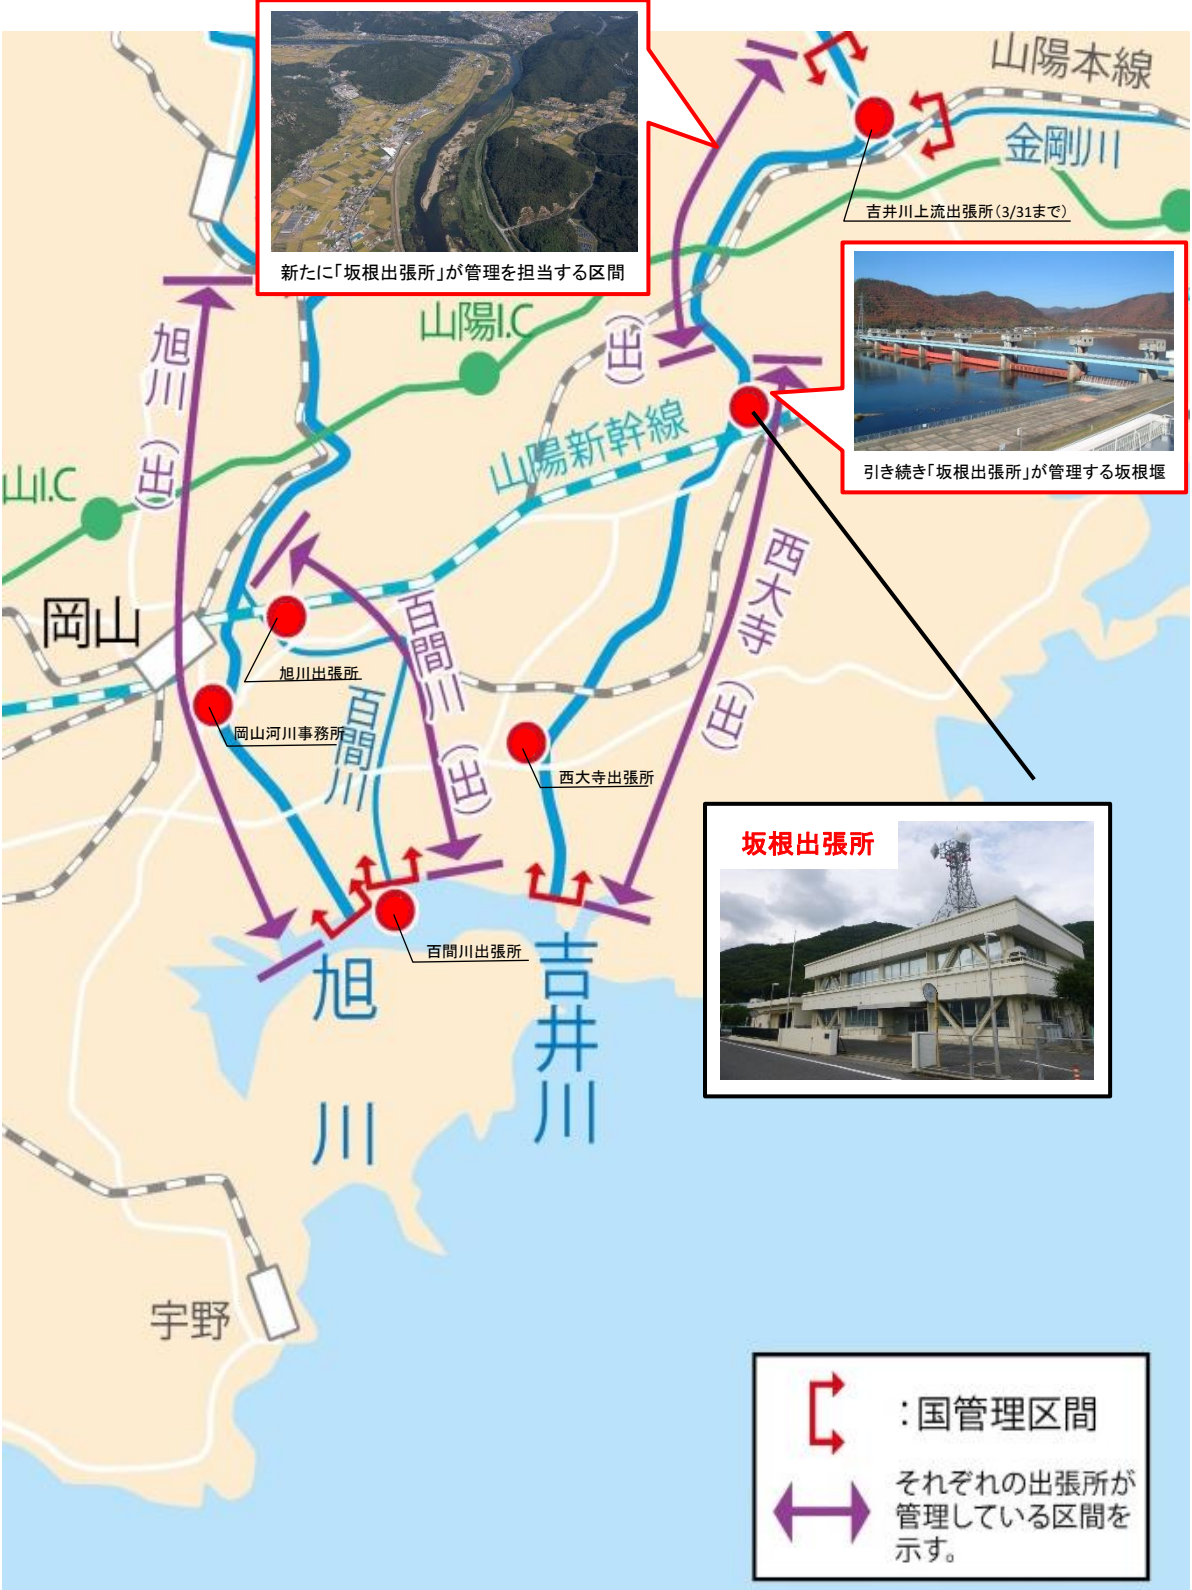 新たに「坂根出張所」が管理を担当する区間
山陽本線
金剛川
吉井川上流出張所(3/31まで)
引き続き「坂根出張所」が管理する坂根堰
山陽I.C
旭川(出)
(出)
山陽新幹線
山I.C
西大寺(出)
岡山
百間川(出)
旭川出張所
岡山河川事務所
百間川
西大寺出張所
坂根出張所
百間川出張所
旭川
吉井川
宇野
:国管理区間
それぞれの出張所が
管理している区間を
示す。